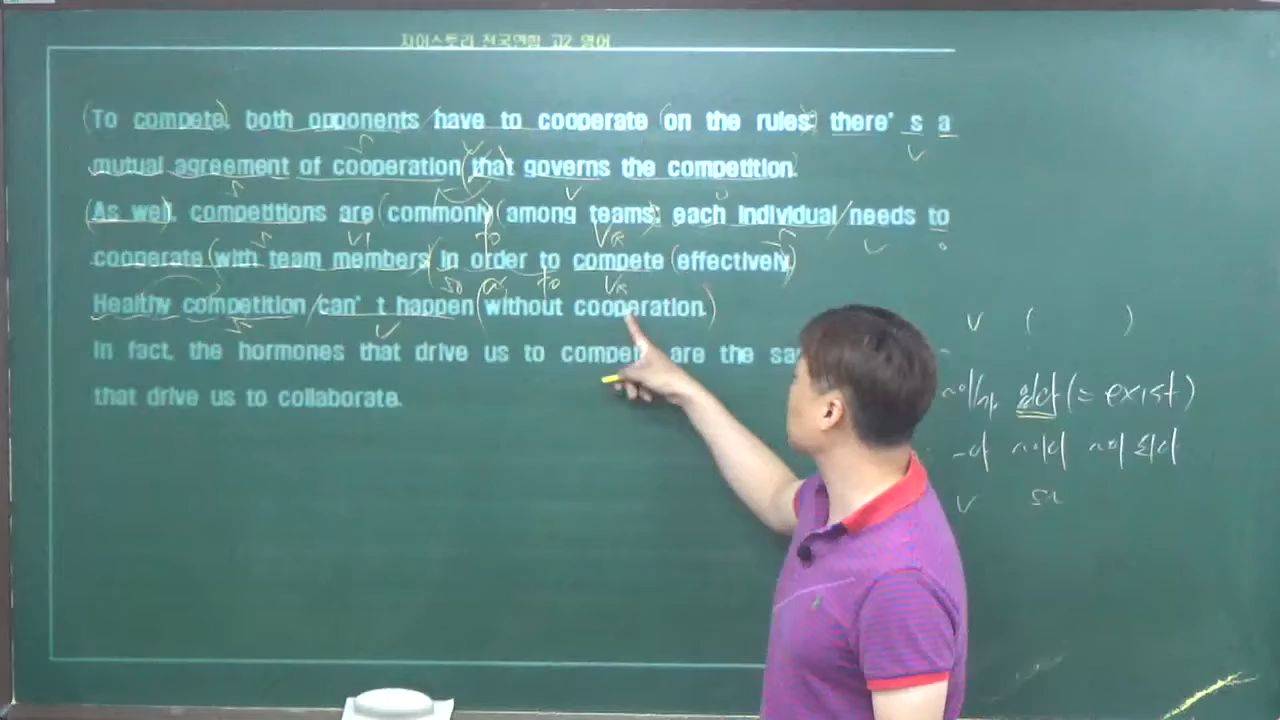 자이스토리 전국연합 고2 영어
To compete, both opponents have to cooperate on the rules; there's a
mutual agreement of cooperation that governs the competition.
As well, competitions are commonly among teams; each individual needs to
cooperate with team members in order to compete effectively.
Healthy competition can't happen without cooperation.
In fact, the hormones that drive us to compet are the sa
that drive us to collaborate.
V ( )
있다 (= exist)
V